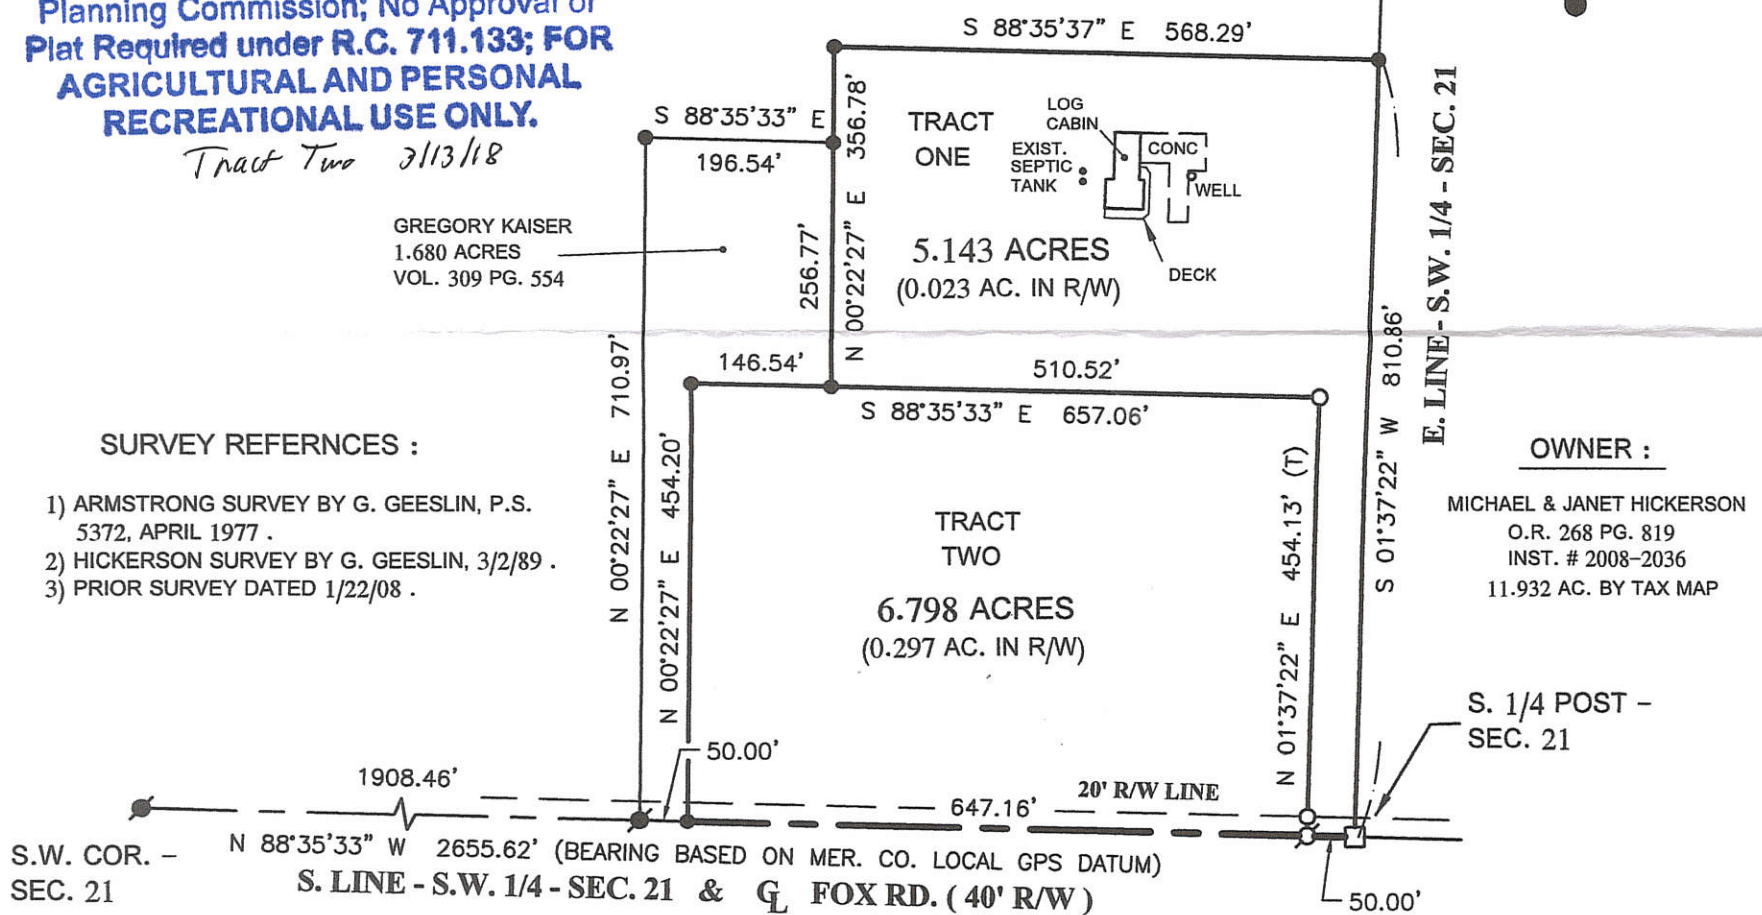 Planning Commission; No Approval or
Plat Required under R.C. 711.133; FOR
AGRICULTURAL AND PERSONAL
RECREATIONAL USE ONLY.
Tract Two 3/13/18
S 88°35'37" E 568.29'
S 88°35'33" E
196.54'
N 00°22'27" E 356.78'
256.77'
TRACT
ONE
LOG
CABIN
EXIST.
SEPTIC
TANK
CONC
WELL
DECK
5.143 ACRES
(0.023 AC. IN R/W)
E. LINE - S.W. 1/4 - SEC. 21
S 01°37'22" W 810.86'
GREGORY KAISER
1.680 ACRES
VOL. 309 PG. 554
N 00°22'27" E 710.97'
146.54'
510.52'
S 88°35'33" E 657.06'
N 00°22'27" E 454.20'
N 01°37'22" E 454.13' (T)
SURVEY REFERNCES :
1) ARMSTRONG SURVEY BY G. GEESLIN, P.S.
5372, APRIL 1977 .
2) HICKERSON SURVEY BY G. GEESLIN, 3/2/89 .
3) PRIOR SURVEY DATED 1/22/08 .
TRACT
TWO
6.798 ACRES
(0.297 AC. IN R/W)
OWNER :
MICHAEL & JANET HICKERSON
O.R. 268 PG. 819
INST. # 2008-2036
11.932 AC. BY TAX MAP
S. 1/4 POST -
SEC. 21
50.00'
1908.46'
647.16'
20' R/W LINE
S.W. COR. -
SEC. 21
N 88°35'33" W 2655.62' (BEARING BASED ON MER. CO. LOCAL GPS DATUM)
S. LINE - S.W. 1/4 - SEC. 21 & ℄ FOX RD. ( 40' R/W )
50.00'